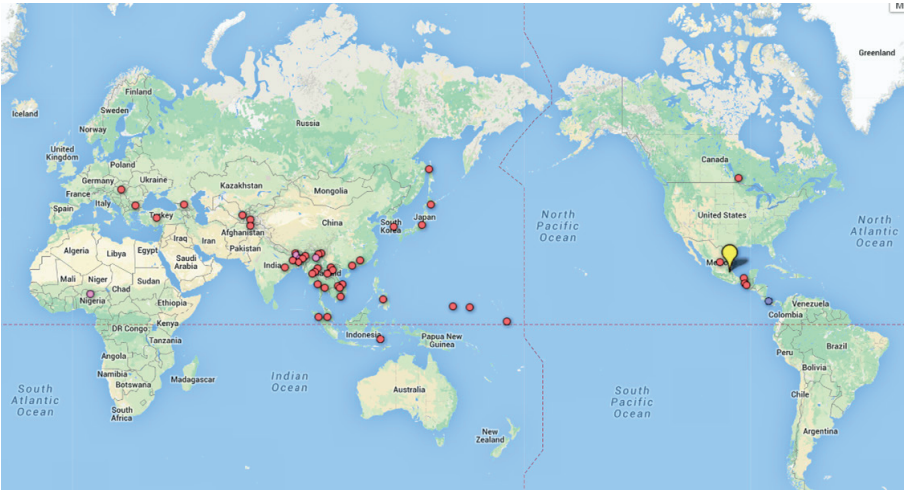 M
Greenland
Iceland
Finland
Sweden
Norway
Russia
United
Kingdom
Poland
Canada
Germany
Ukraine
France
Kazakhstan
Italy
Mongolia
Spain
Turkey
United States
North
Pacific
Ocean
North
Atlantic
Ocean
South
Korea
Japan
China
Afghanistan
Iraq
Iran
Algeria
Libya
Egypt
Pakistan
Saudi
Arabia
India
Mali
Niger
Chad
Sudan
Nigeria
Ethiopia
Venezuela
Colombia
DR Congo
Kenya
Tanzania
Indonesia
Papua New
Guinea
Brazil
Peru
Angola
Bolivia
Namibia
Botswana
Madagascar
Indian
Ocean
Australia
South
Pacific
Ocean
Chile
South
Atlantic
Ocean
South
Africa
New
Zealand
Argentina